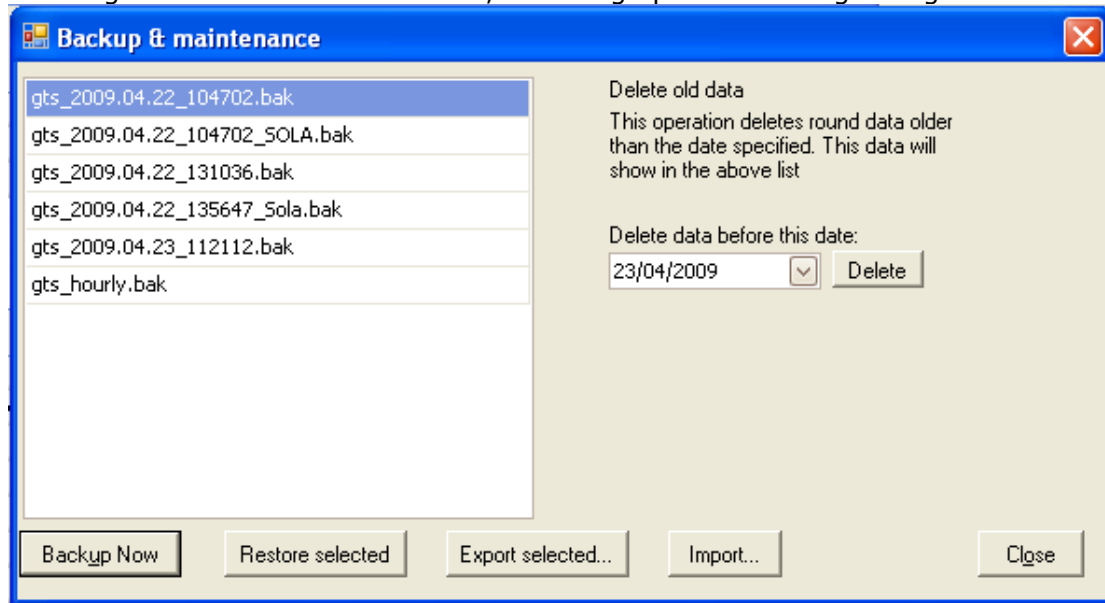 Backup & maintenance
gts_2009.04.22_104702.bak
gts_2009.04.22_104702_SOLA.bak
gts_2009.04.22_131036.bak
gts_2009.04.22_135647_Sola.bak
gts_2009.04.23_112112.bak
gts_hourly.bak
Delete old data
This operation deletes round data older
than the date specified. This data will
show in the above list
Delete data before this date:
23/04/2009 Delete
Backup Now Restore selected Export selected... Import... Close